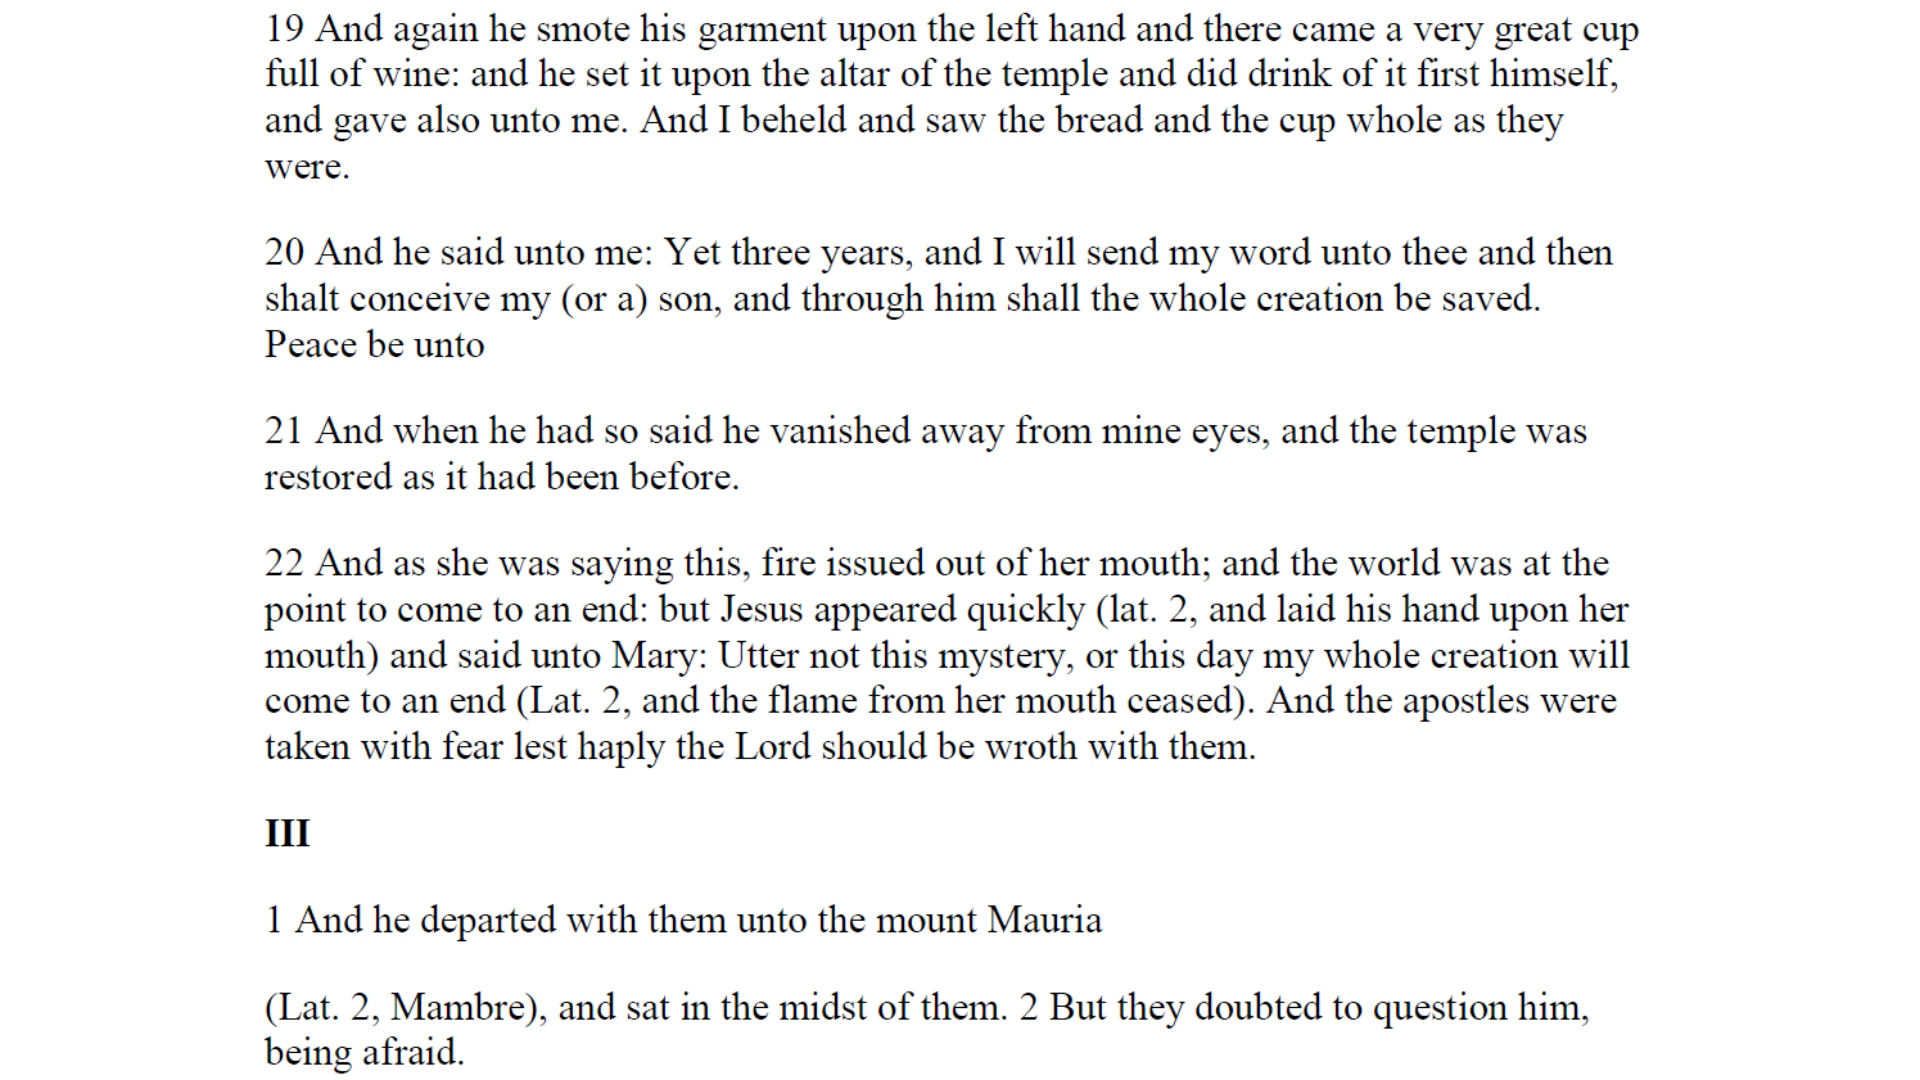 19 And again he smote his garment upon the left hand and there came a very great cup
full of wine: and he set it upon the altar of the temple and did drink of it first himself,
and gave also unto me. And I beheld and saw the bread and the cup whole as they
were.
20 And he said unto me: Yet three years, and I will send my word unto thee and then
shalt conceive my (or a) son, and through him shall the whole creation be saved.
Peace be unto
21 And when he had so said he vanished away from mine eyes, and the temple was
restored as it had been before.
22 And as she was saying this, fire issued out of her mouth; and the world was at the
point to come to an end: but Jesus appeared quickly (lat. 2, and laid his hand upon her
mouth) and said unto Mary: Utter not this mystery, or this day my whole creation will
come to an end (Lat. 2, and the flame from her mouth ceased). And the apostles were
taken with fear lest haply the Lord should be wroth with them.
III
1 And he departed with them unto the mount Mauria
(Lat. 2, Mambre), and sat in the midst of them. 2 But they doubted to question him,
being afraid.